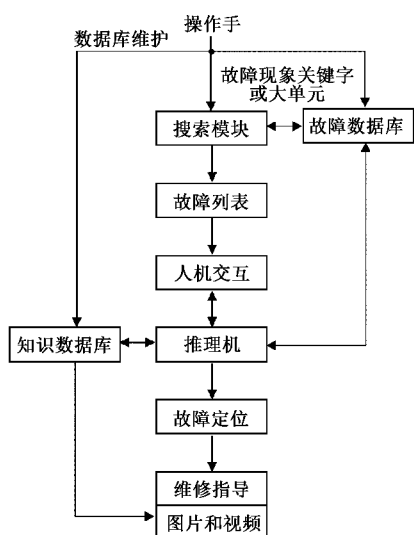 操作手
数据库维护
故障现象关键字
或大单元
搜索模块
故障数据库
故障列表
人机交互
知识数据库
推理机
故障定位
维修指导
图片和视频